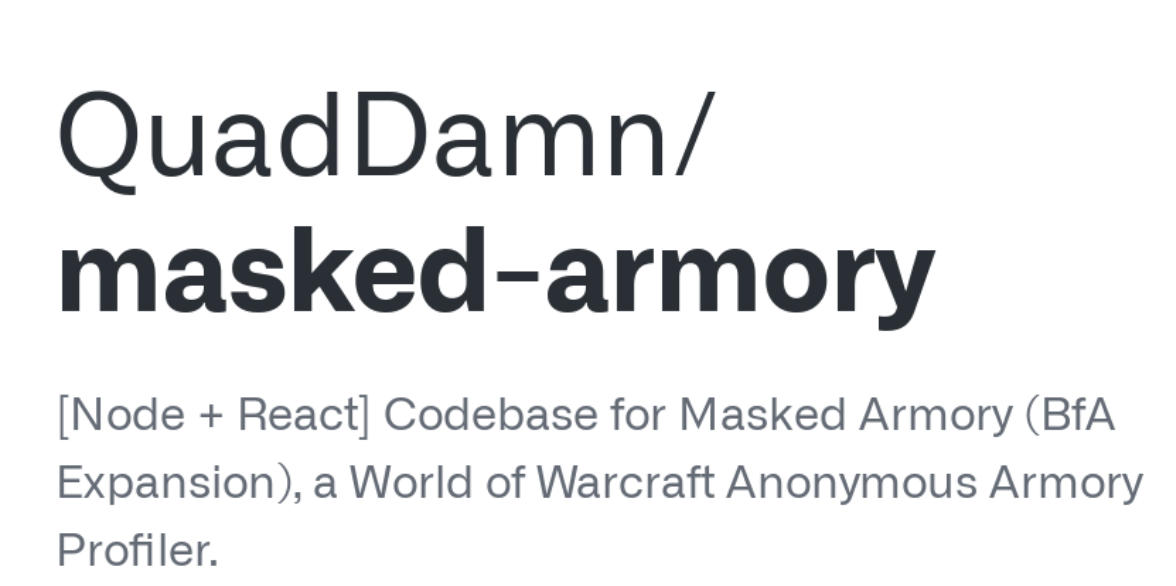 QuadDamn/
masked-armory
[Node + React] Codebase for Masked Armory (BfA
Expansion), a World of Warcraft Anonymous Armory
Profiler.